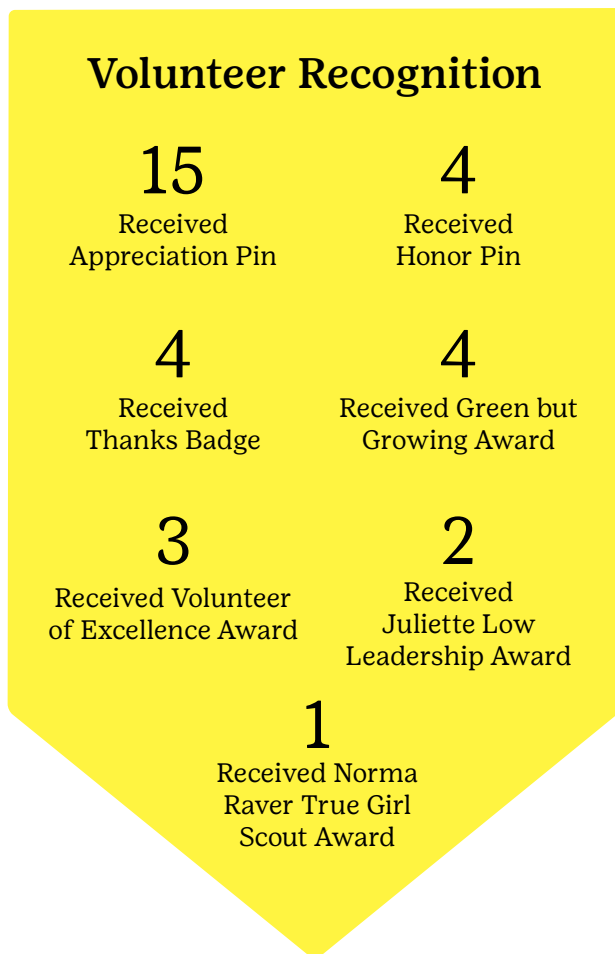 Volunteer Recognition
15
Received
Appreciation Pin
4
Received
Honor Pin
4
Received
Thanks Badge
4
Received Green but
Growing Award
3
Received Volunteer
of Excellence Award
2
Received
Juliette Low
Leadership Award
1
Received Norma
Raver True Girl
Scout Award